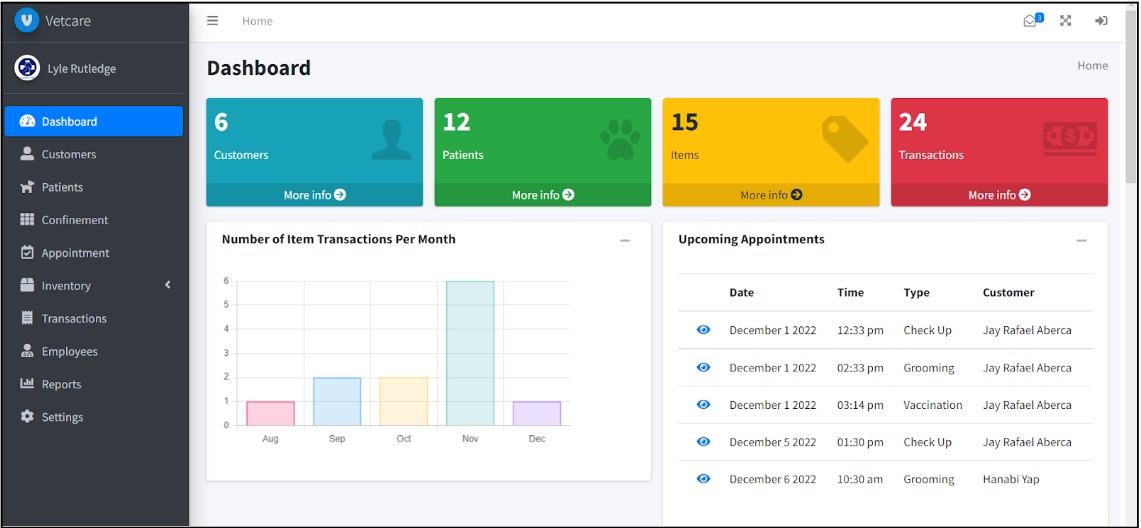 Vetcare
Home
3
Lyle Rutledge
Dashboard
Home
Dashboard
Customers
Patients
Confinement
Appointment
Inventory
Transactions
Employees
Reports
Settings
6
Customers
More info
12
Patients
More info
15
Items
More info
24
Transactions
More info
Number of Item Transactions Per Month
6
5
4
3
2
1
0
Aug Sep Oct Nov Dec
Upcoming Appointments
Date Time Type Customer
December 1 2022 12:33 pm Check Up Jay Rafael Aberca
December 1 2022 02:33 pm Grooming Jay Rafael Aberca
December 1 2022 03:14 pm Vaccination Jay Rafael Aberca
December 5 2022 01:30 pm Check Up Jay Rafael Aberca
December 6 2022 10:30 am Grooming Hanabi Yap